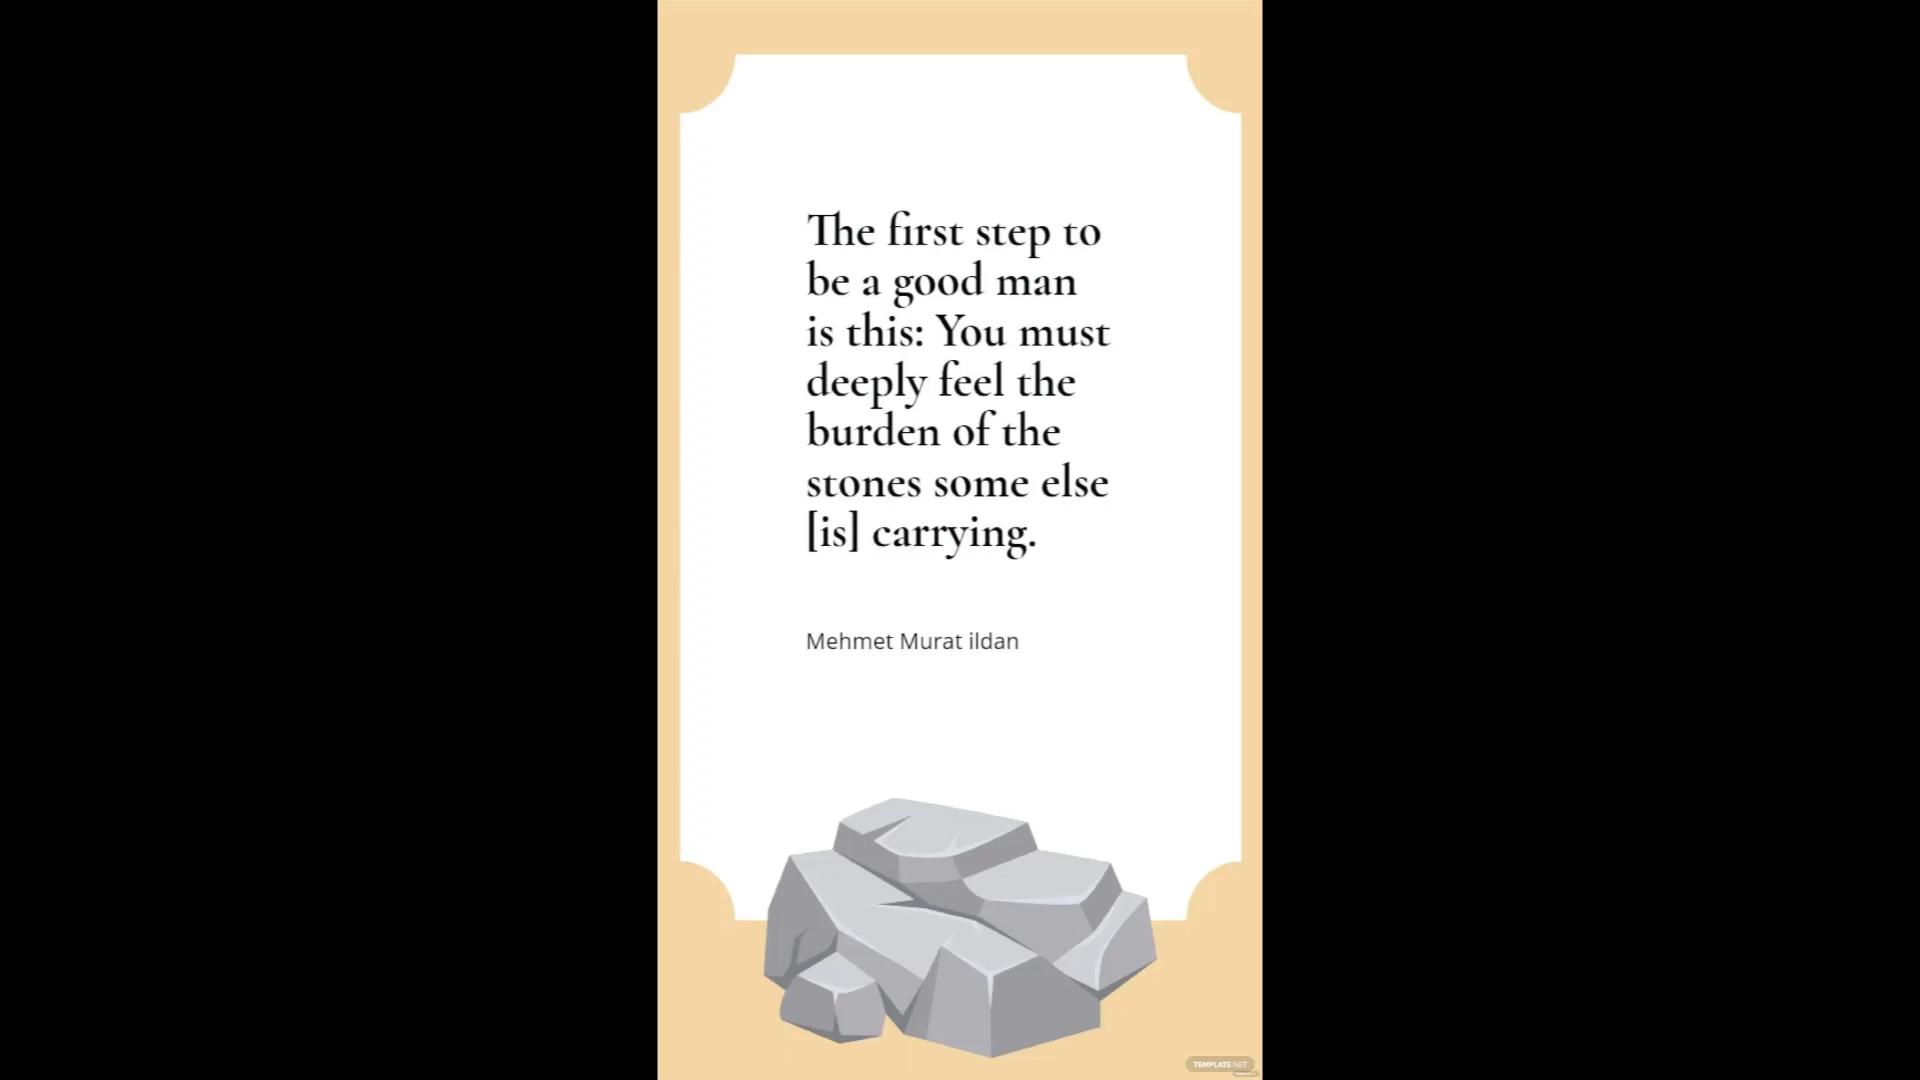 The first step to
be a good man
is this: You must
deeply feel the
burden of the
stones some else
[is] carrying.
Mehmet Murat ildan
TEMPLATE.NET